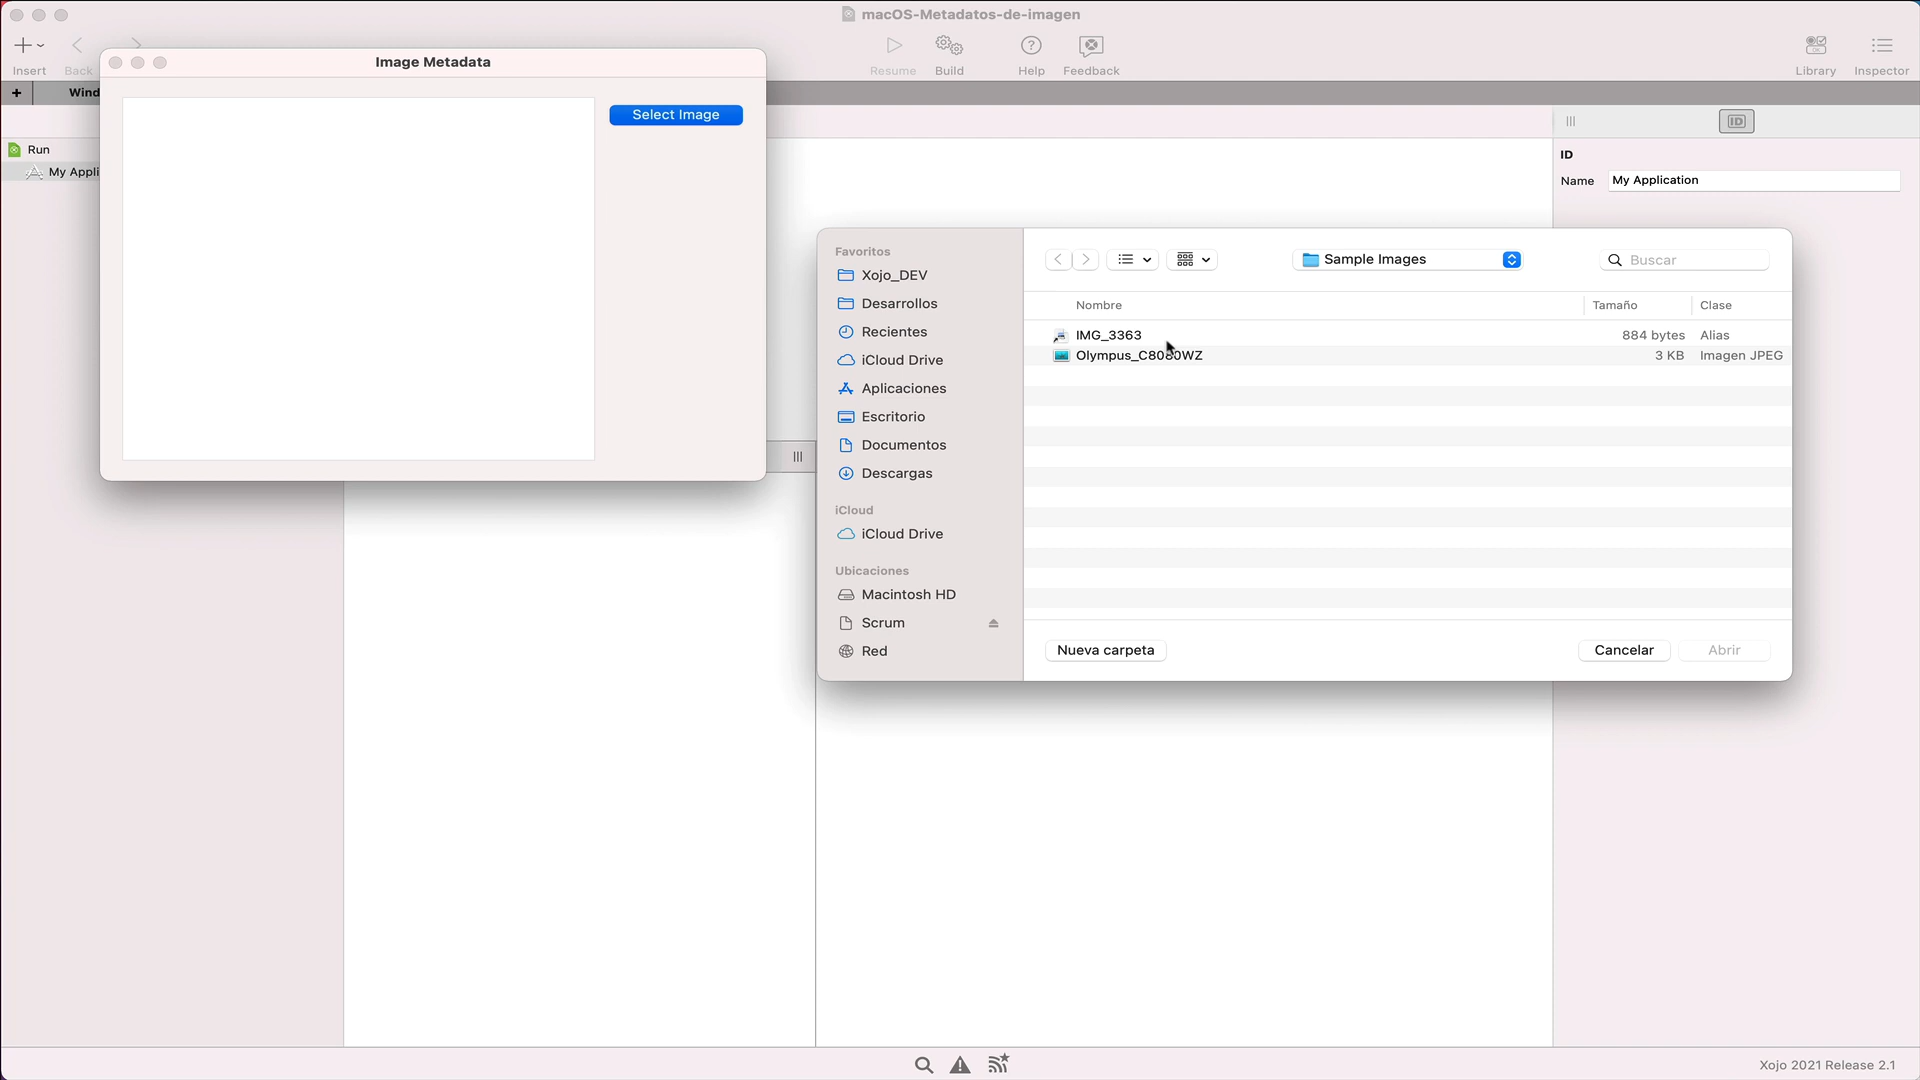 macOS-Metadatos-de-imagen
Insert
Back
Resume
Build
Help
Feedback
Library
Inspector
Wind
Image Metadata
Select Image
Run
My Appli
ID
ID
Name
My Application
Favoritos
Xojo_DEV
Desarrollos
Recientes
iCloud Drive
Aplicaciones
Escritorio
Documentos
Descargas
iCloud
iCloud Drive
Ubicaciones
Macintosh HD
Scrum
Red
Sample Images
Buscar
Nombre Tamaño Clase
IMG_3363 884 bytes Alias
Olympus_C8080WZ 3 KB Imagen JPEG
Nueva carpeta
Cancelar
Abrir
Xojo 2021 Release 2.1